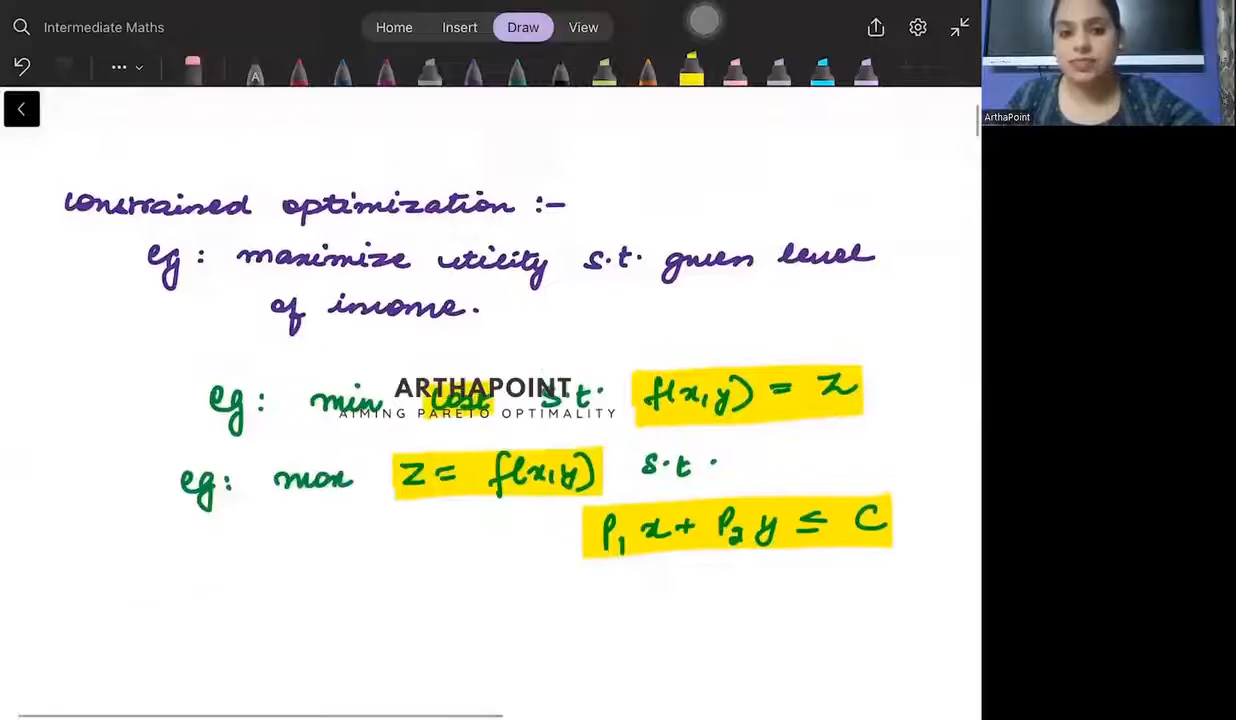 Intermediate Maths
Home Insert Draw View
ArthaPoint
constrained optimization :-
eg : maximize utility s.t. given level
of income.
eg : min cost s.t. f(x,y) = Z
ARTHAPOINT
AIMING PARETO OPTIMALITY
eg : max Z = f(x,y) s.t.
P₁ x + P₂ y ≤ C